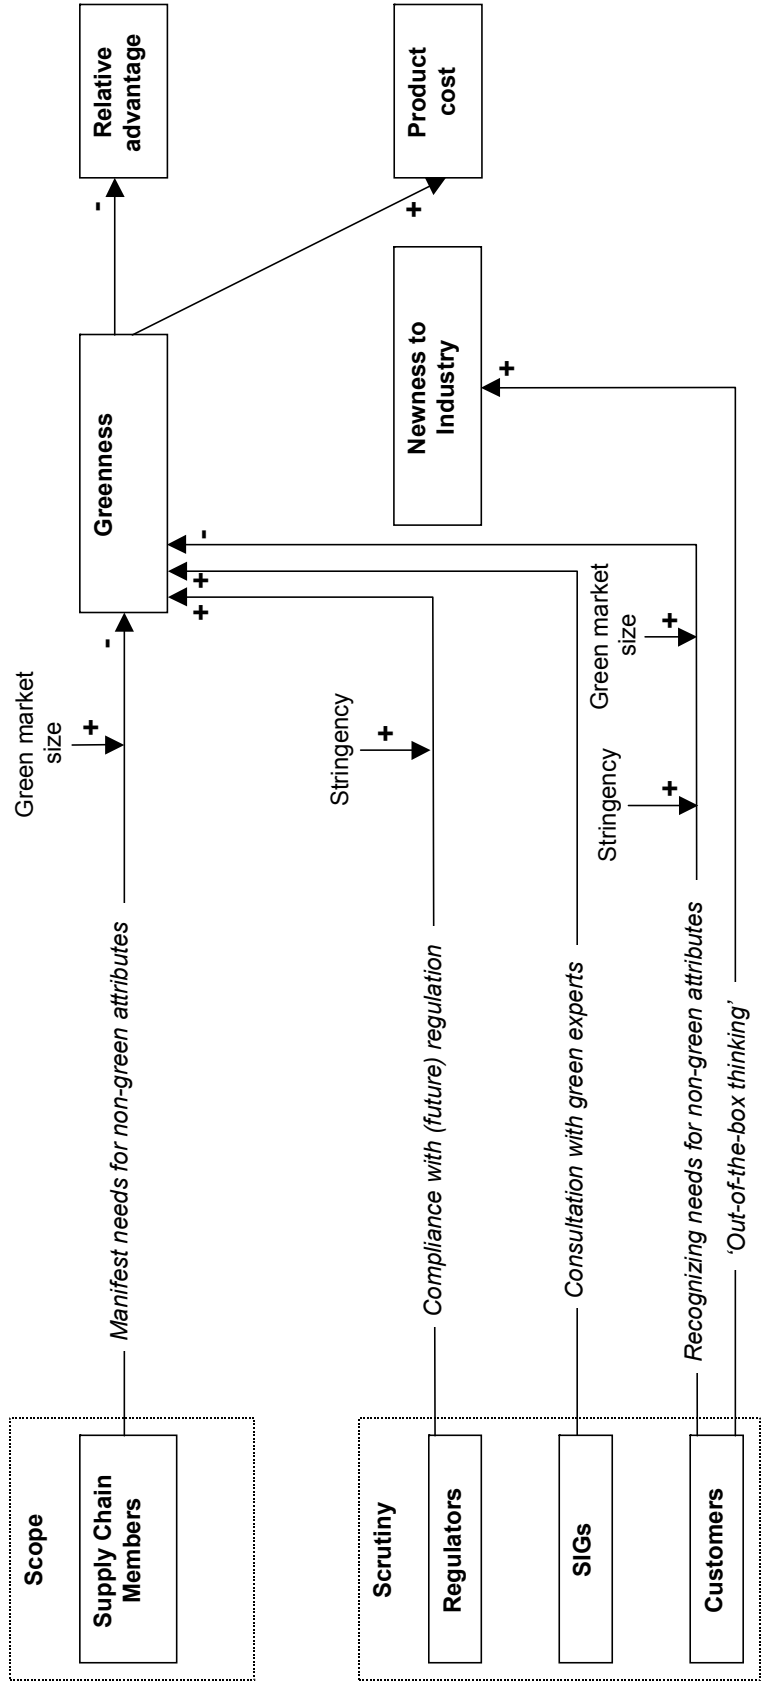 Scope
Supply Chain
Members
Manifest needs for non-green attributes
Green market
size
+
-
Greenness
-
Relative
advantage
+
Product
cost
Scrutiny
Regulators
Compliance with (future) regulation
Stringency
+
+
SIGs
Consultation with green experts
+
Customers
Recognizing needs for non-green attributes
Stringency
+
Green market
size
+
-
‘Out-of-the-box thinking’
+
Newness to
Industry